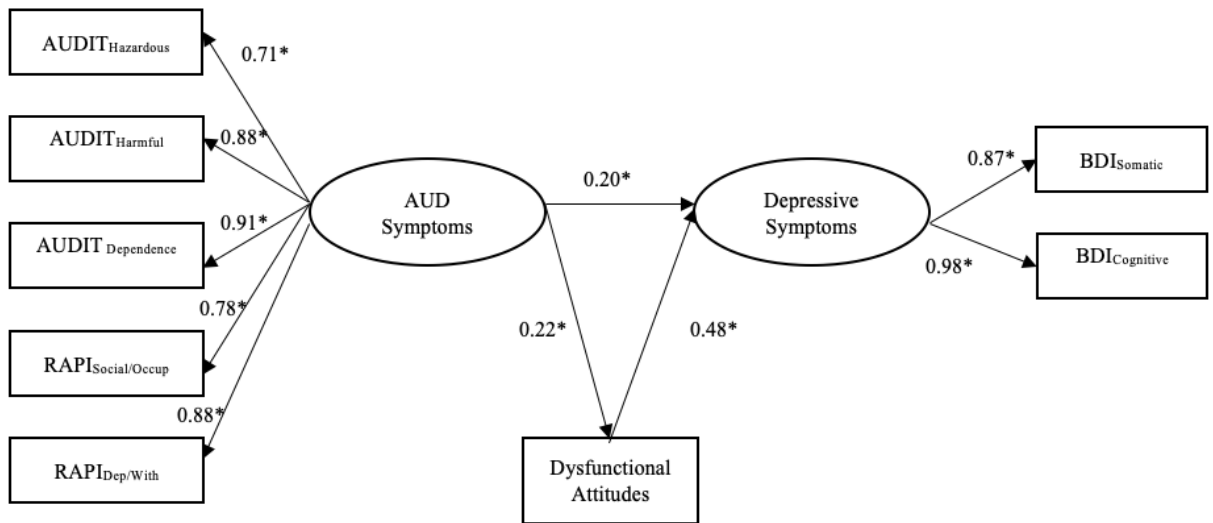 AUDITHazardous
0.71*
AUDITHarmful
0.88*
AUDIT Dependence
0.91*
RAPISocial/Occup
0.78*
RAPIDep/With
0.88*
AUD
Symptoms
0.20*
0.22*
Dysfunctional
Attitudes
0.48*
Depressive
Symptoms
0.87*
BDISomatic
0.98*
BDICognitive